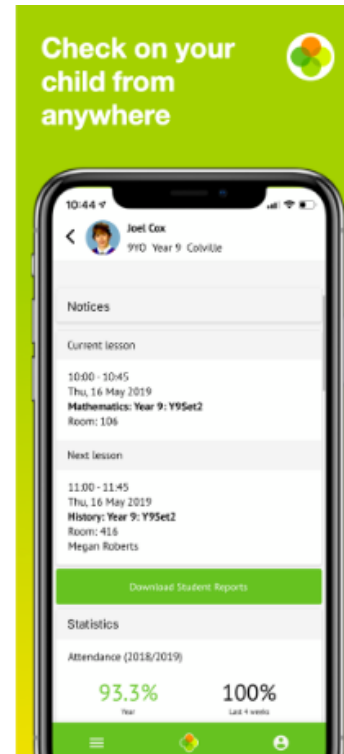 Check on your
child from
anywhere
10:44
Joel Cox
9YO Year 9 Colville
Notices
Current lesson
10:00 - 10:45
Thu, 16 May 2019
Mathematics: Year 9: Y9Set2
Room: 106
Next lesson
11:00 - 11:45
Thu, 16 May 2019
History: Year 9: Y9Set2
Room: 416
Megan Roberts
Download Student Reports
Statistics
Attendance (2018/2019)
93.3% 100%
Year Last 4 weeks